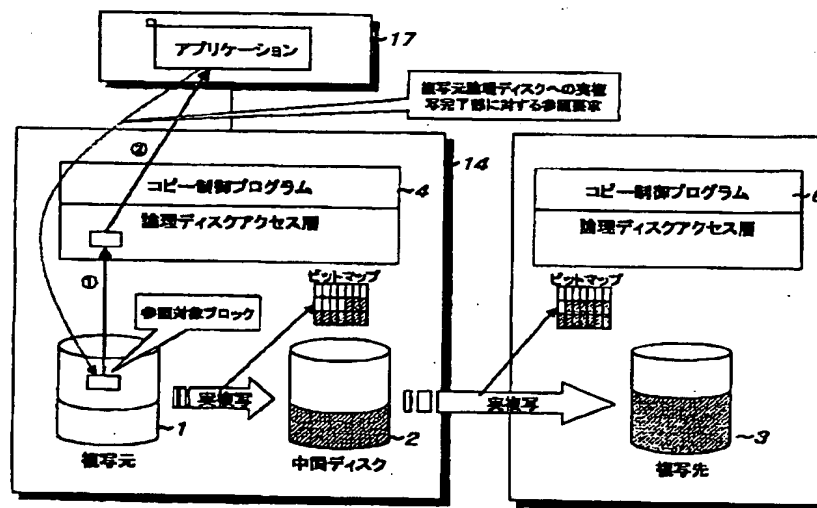 アプリケーション
17
複写元論理ディスクへの実複
写完了部に対する参照要求
②
14
コピー制御プログラム
4
論理ディスクアクセス層
①
ビットマップ
参照対象ブロック
実複写
1
2
複写元
中間ディスク
コピー制御プログラム
6
論理ディスクアクセス層
ビットマップ
実複写
3
複写先